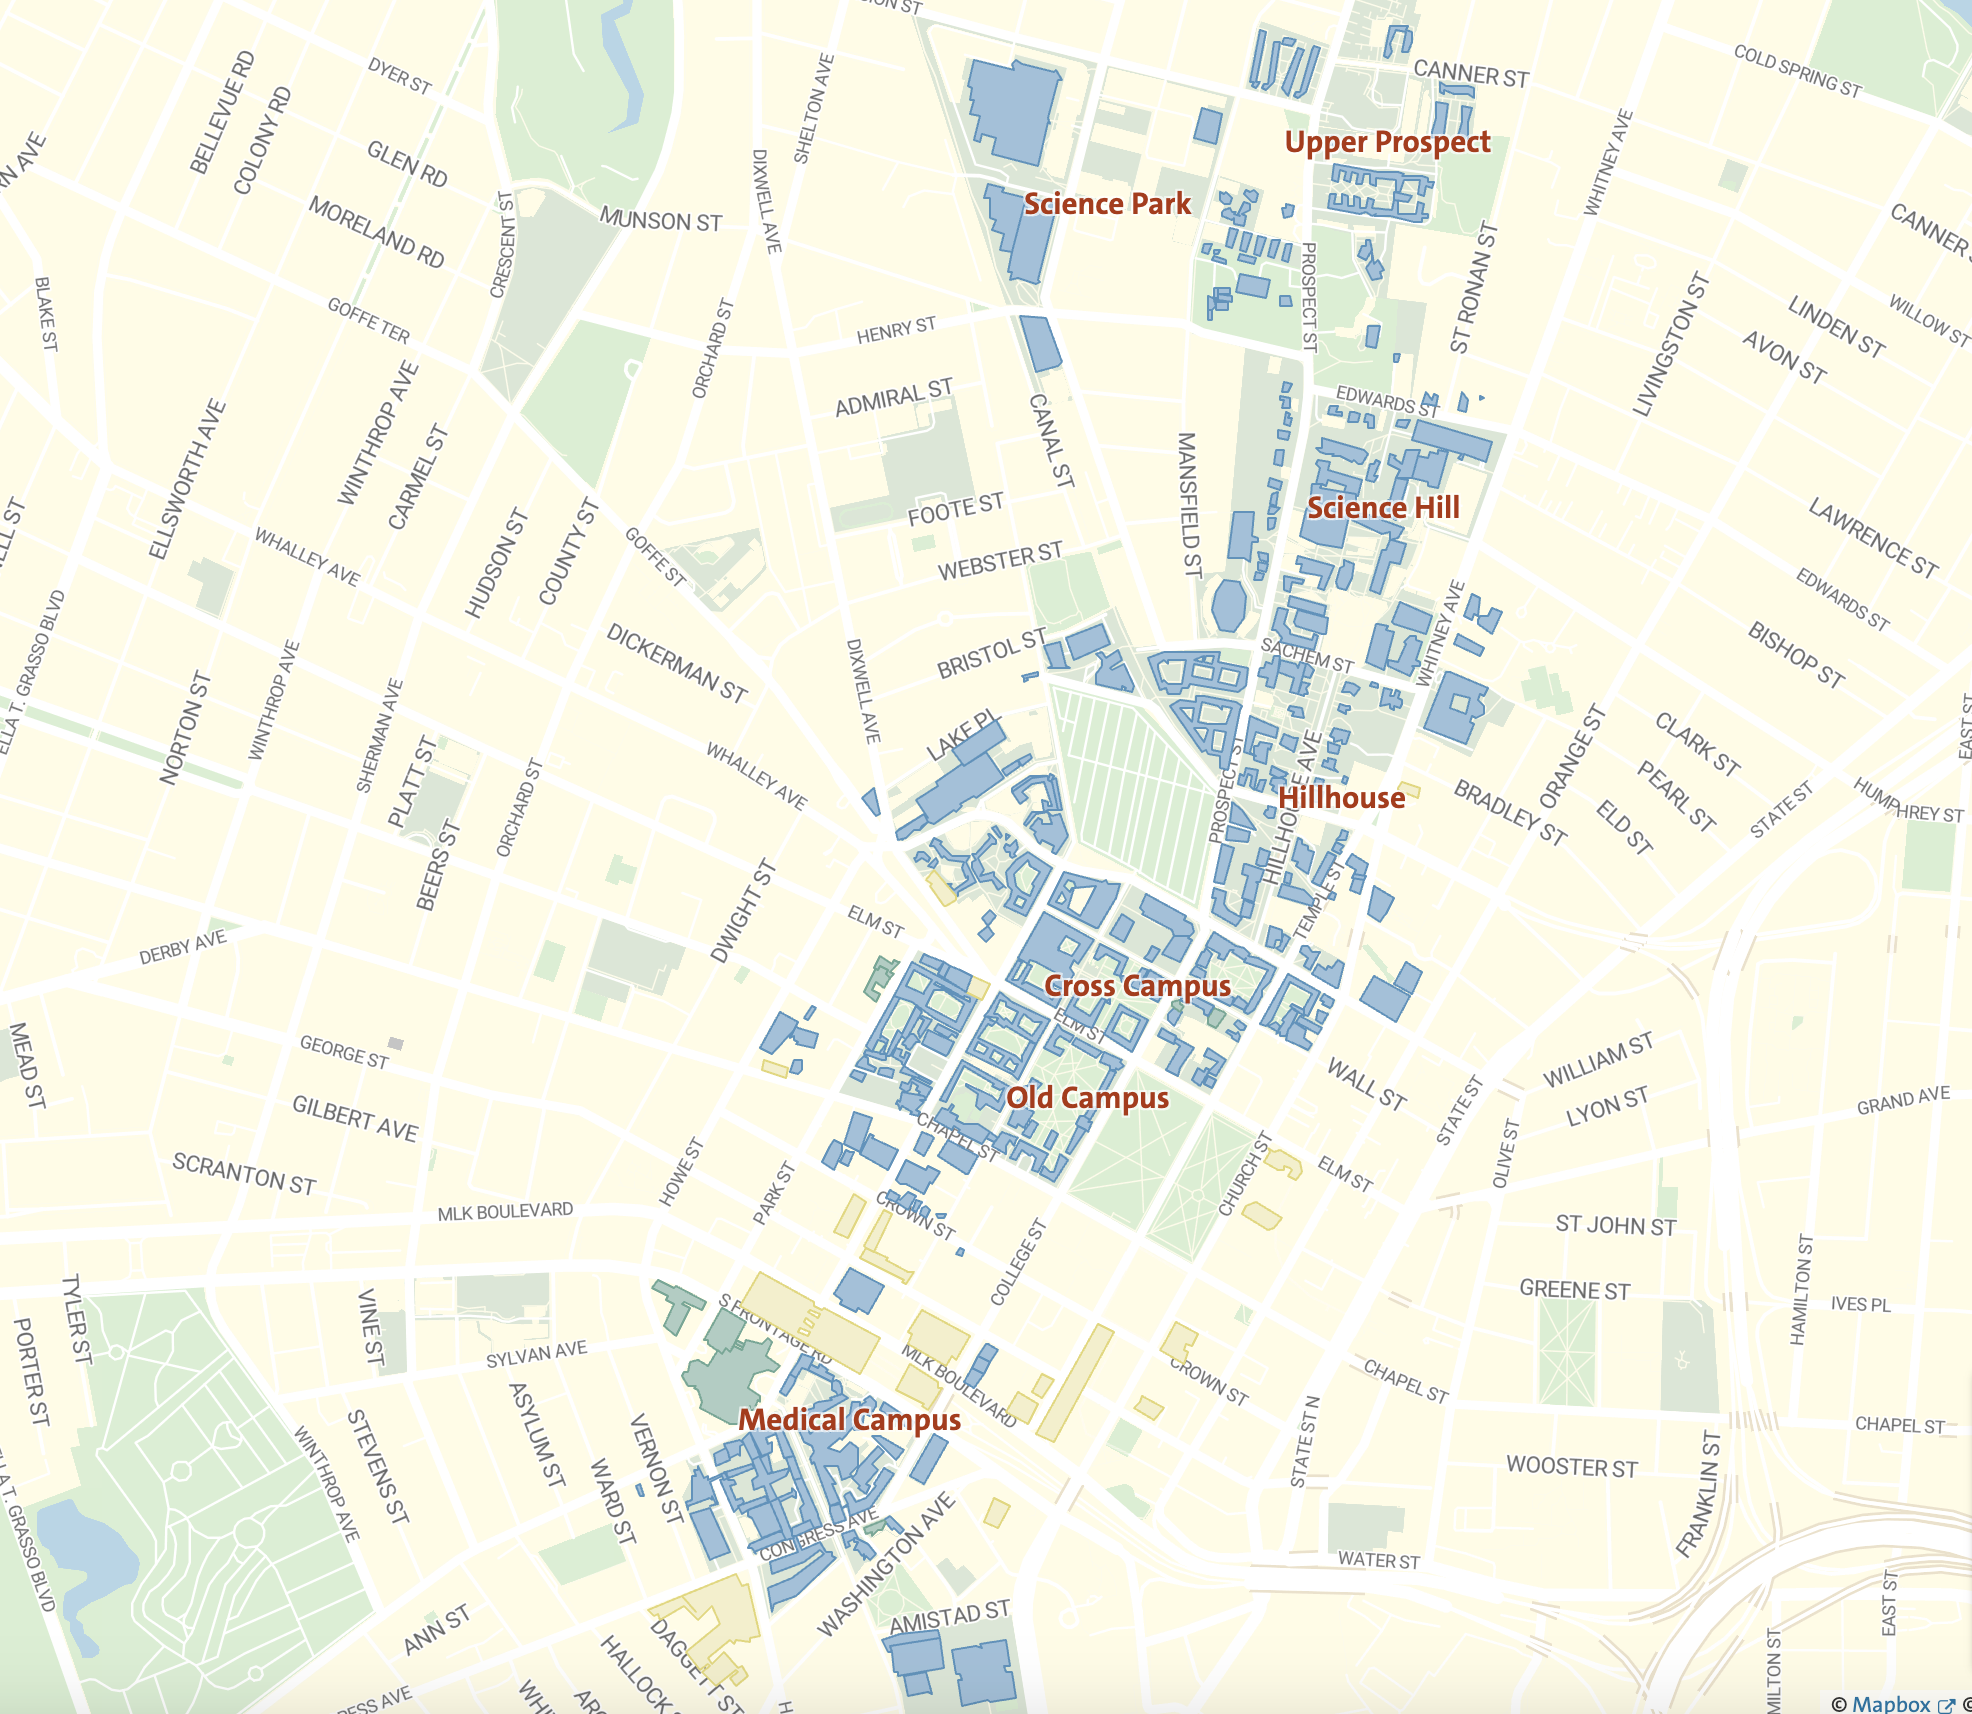 CANNER ST
COLD SPRING ST
DYER ST
BELLEVUE RD
COLONY RD
SHELTON AVE
Upper Prospect
GLEN RD
DIXWELL AVE
WHITNEY AVE
Science Park
MUNSON ST
CRESCENT ST
MORELAND RD
CANNER
BLAKE ST
PROSPECT ST
ST RONAN ST
GOFFE TER
ORCHARD ST
HENRY ST
LIVINGSTON ST
LINDEN ST
WILLOW ST
AVON ST
WINTHROP AVE
ADMIRAL ST
EDWARDS ST
CANAL ST
ELLSWORTH AVE
CARMEL ST
MANSFIELD ST
FOOTE ST
Science Hill
HUDSON ST
COUNTY ST
GOFFE ST
WHALLEY AVE
WEBSTER ST
LAWRENCE ST
EDWARDS ST
ELLA T. GRASSO BLVD
DICKERMAN ST
BRISTOL ST
SACHEM ST
WHITNEY AVE
BISHOP ST
NORTON ST
WINTHROP AVE
SHERMAN AVE
DIXWELL AVE
EAST ST
LAKE PL
PLATT ST
ORCHARD ST
WHALLEY AVE
PROSPECT ST
HILLHOUSE AVE
Hillhouse
ORANGE ST
CLARK ST
PEARL ST
BRADLEY ST
ELD ST
STATE ST
HUMPHREY ST
BEERS ST
DWIGHT ST
TEMPLE ST
ELM ST
DERBY AVE
Cross Campus
ELM ST
MEAD ST
GEORGE ST
WALL ST
WILLIAM ST
LYON ST
STATE ST
GRAND AVE
GILBERT AVE
Old Campus
CHAPEL ST
OLIVE ST
SCRANTON ST
HOWE ST
PARK ST
CHURCH ST
ELM ST
MLK BOULEVARD
CROWN ST
COLLEGE ST
ST JOHN ST
HAMILTON ST
TYLER ST
PORTER ST
VINE ST
S FRONTAGE RD
GREENE ST
IVES PL
SYLVAN AVE
MLK BOULEVARD
CROWN ST
CHAPEL ST
ASYLUM ST
STEVENS ST
VERNON ST
Medical Campus
STATE ST N
CHAPEL ST
WINTHROP AVE
WARD ST
WOOSTER ST
FRANKLIN ST
CONGRESS AVE
WASHINGTON AVE
WATER ST
EAST ST
ANN ST
AMISTAD ST
DAGGETT ST
HALLOCK
© Mapbox